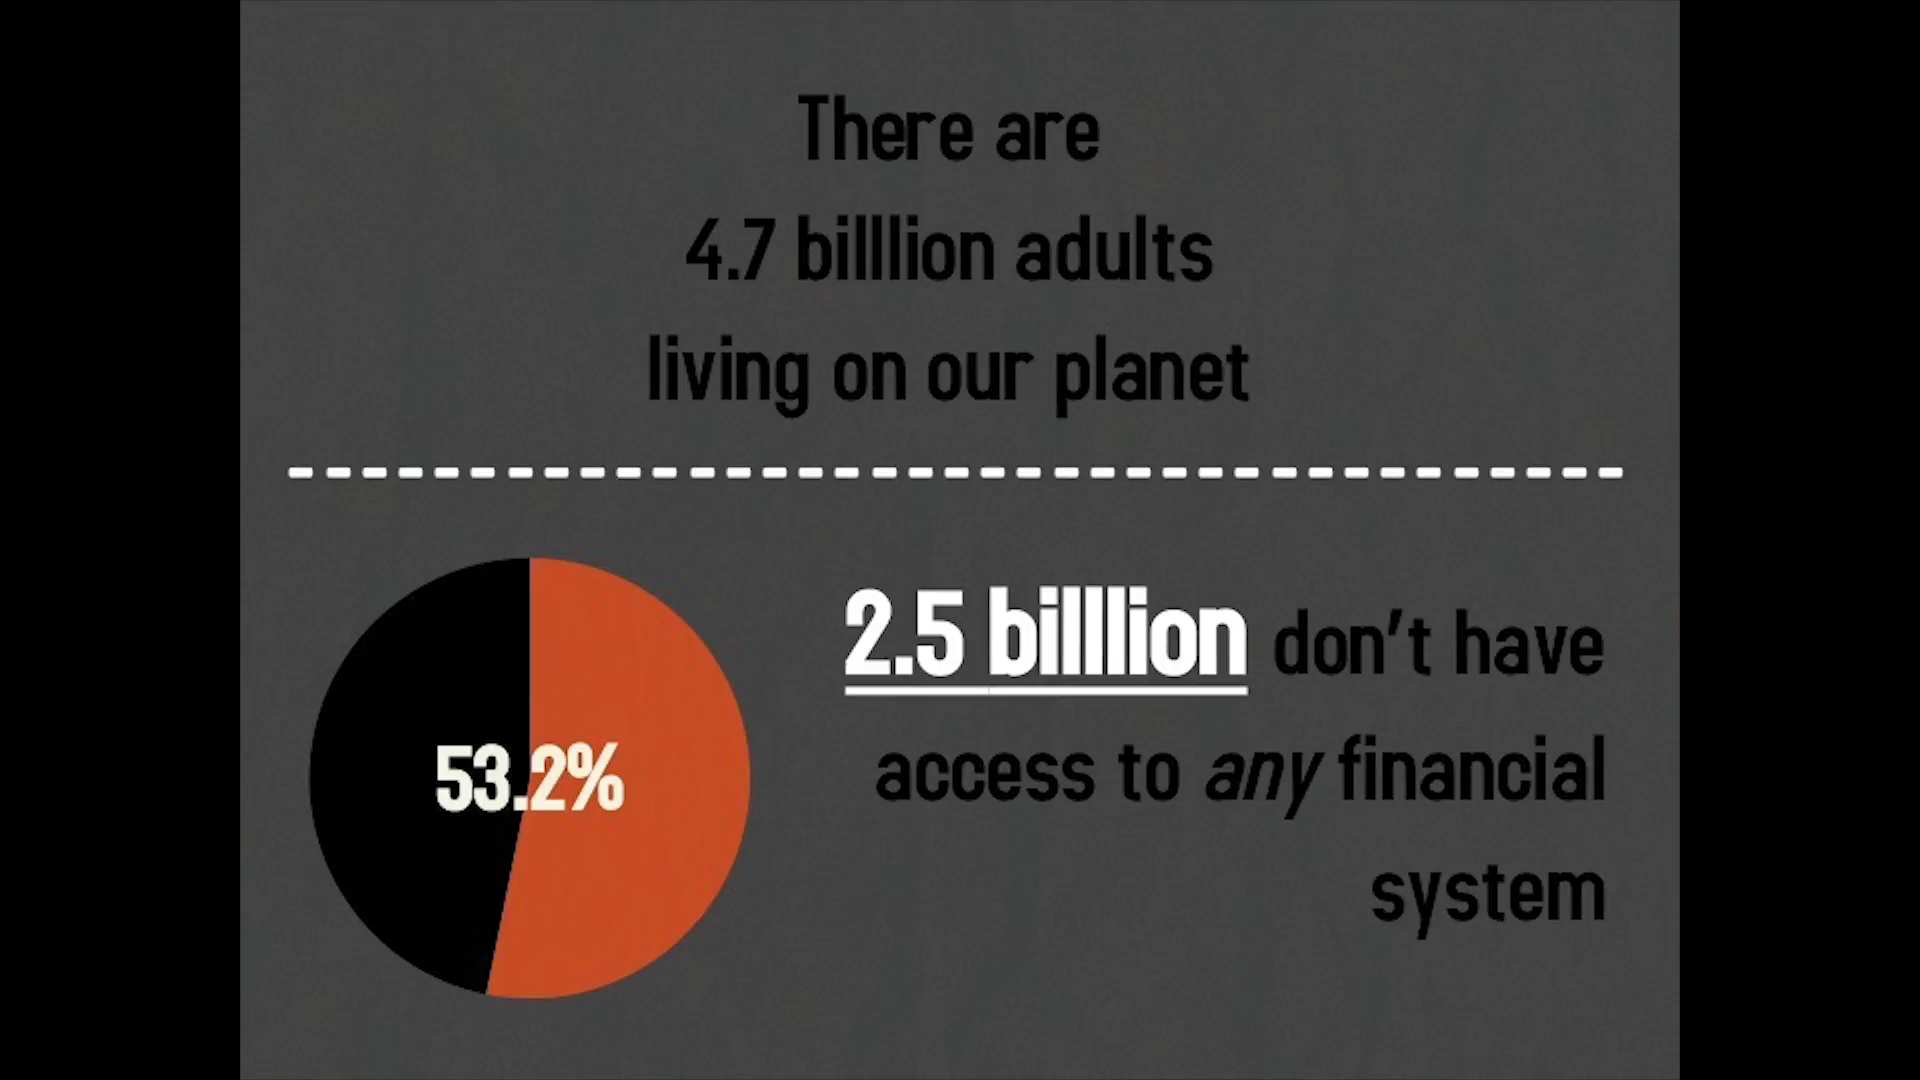 There are
4.7 billlion adults
living on our planet
53.2%
2.5 billlion don't have
access to any financial
system